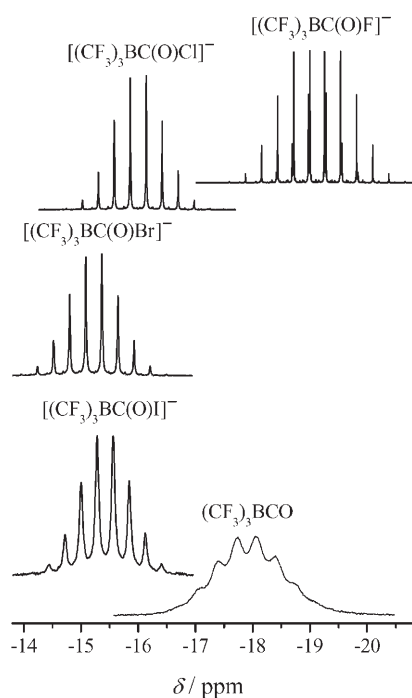 [(CF₃)₃BC(O)F]⁻
[(CF₃)₃BC(O)Cl]⁻
[(CF₃)₃BC(O)Br]⁻
[(CF₃)₃BC(O)I]⁻
(CF₃)₃BCO
-14 -15 -16 -17 -18 -19 -20
δ / ppm